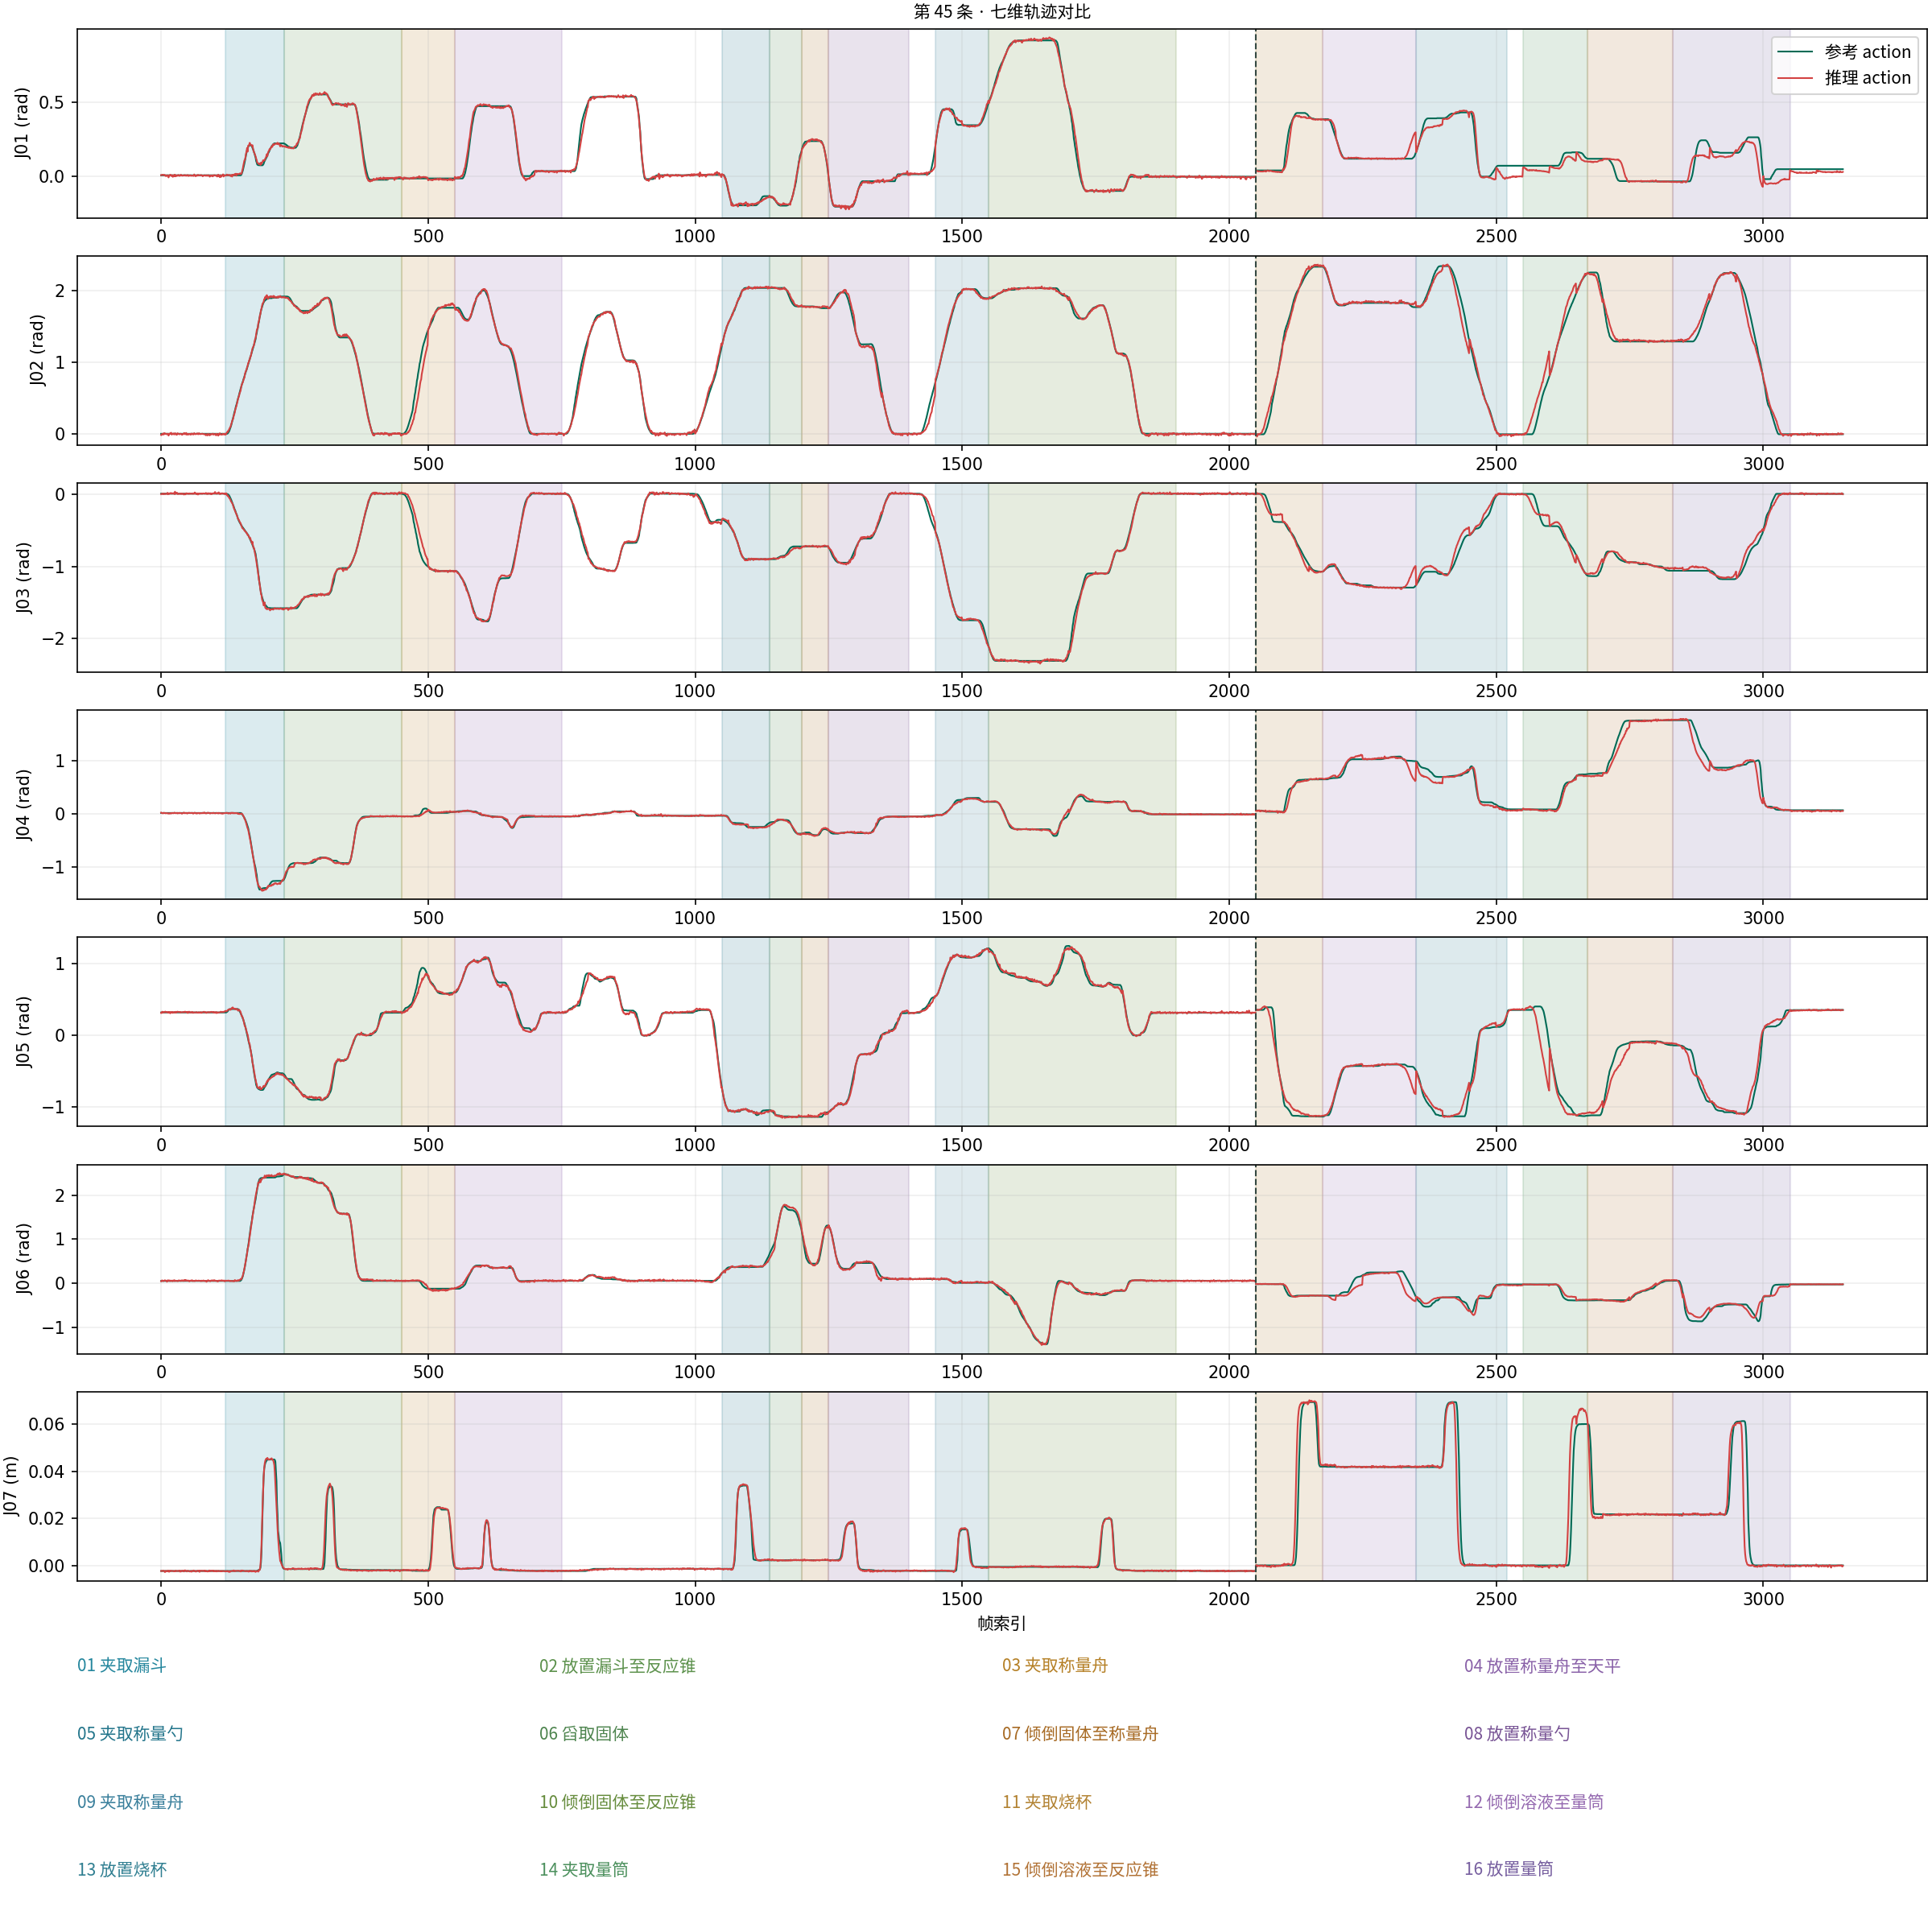 第 45 条 · 七维轨迹对比
参考 action
推理 action
J01 (rad)
0.5
0.0
0 500 1000 1500 2000 2500 3000
J02 (rad)
2
1
0
0 500 1000 1500 2000 2500 3000
J03 (rad)
0
−1
−2
0 500 1000 1500 2000 2500 3000
J04 (rad)
1
0
−1
0 500 1000 1500 2000 2500 3000
J05 (rad)
1
0
−1
0 500 1000 1500 2000 2500 3000
J06 (rad)
2
1
0
−1
0 500 1000 1500 2000 2500 3000
J07 (m)
0.06
0.04
0.02
0.00
0 500 1000 1500 2000 2500 3000
帧索引
01 夹取漏斗 02 放置漏斗至反应锥 03 夹取称量舟 04 放置称量舟至天平
05 夹取称量勺 06 舀取固体 07 倾倒固体至称量舟 08 放置称量勺
09 夹取称量舟 10 倾倒固体至反应锥 11 夹取烧杯 12 倾倒溶液至量筒
13 放置烧杯 14 夹取量筒 15 倾倒溶液至反应锥 16 放置量筒